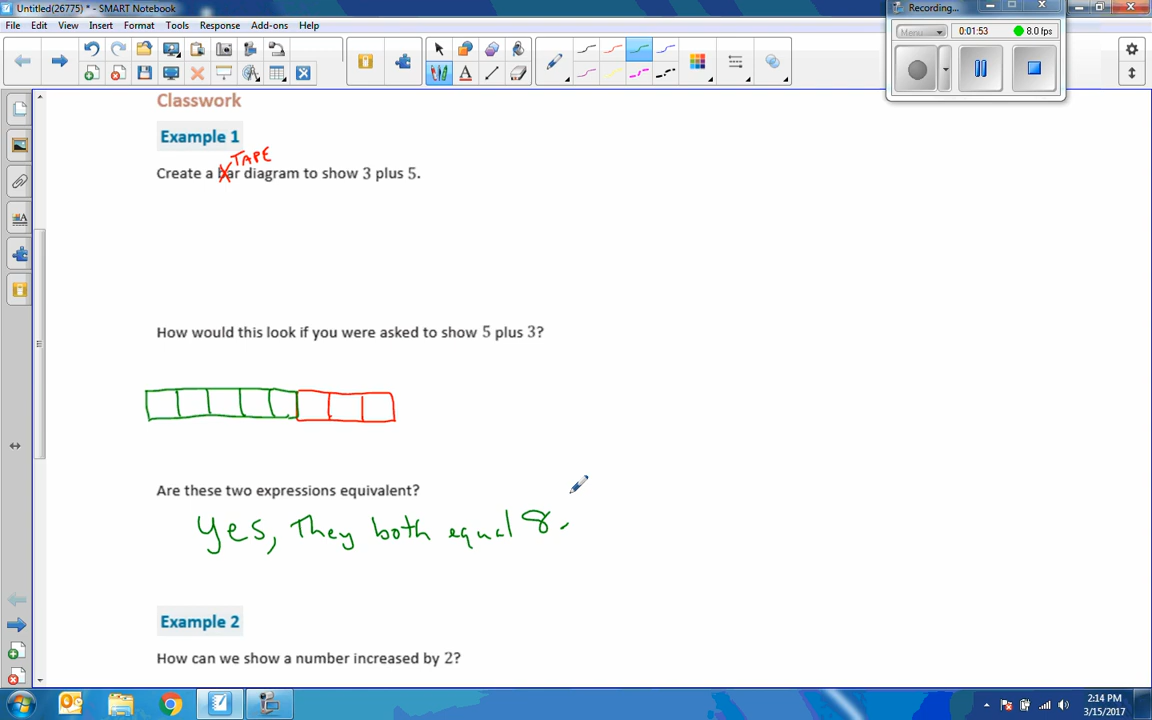 Untitled(26775) * - SMART Notebook
Recording...
File Edit View Insert Format Tools Response Add-ons Help
Menu 0:01:53 8.0 fps
Classwork
Example 1
TAPE
Create a bar diagram to show 3 plus 5.
How would this look if you were asked to show 5 plus 3?
Are these two expressions equivalent?
Yes, They both equal 8.
Example 2
How can we show a number increased by 2?
2:14 PM
3/15/2017